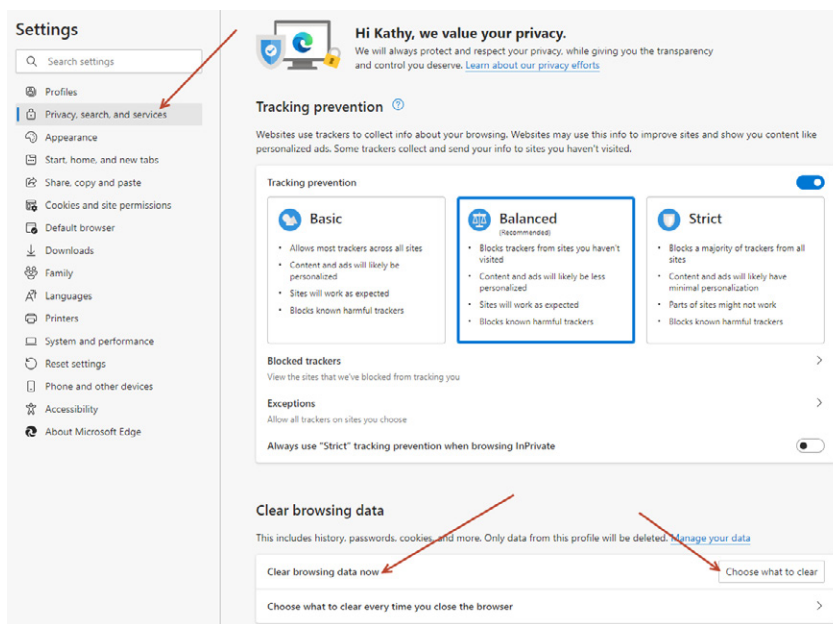 Settings
Search settings
Profiles
Privacy, search, and services
Appearance
Start, home, and new tabs
Share, copy and paste
Cookies and site permissions
Default browser
Downloads
Family
Languages
Printers
System and performance
Reset settings
Phone and other devices
Accessibility
About Microsoft Edge
Hi Kathy, we value your privacy.
We will always protect and respect your privacy, while giving you the transparency
and control you deserve. Learn about our privacy efforts
Tracking prevention ?
Websites use trackers to collect info about your browsing. Websites may use this info to improve sites and show you content like
personalized ads. Some trackers collect and send your info to sites you haven't visited.
Tracking prevention
Basic
• Allows most trackers across all sites
• Content and ads will likely be
personalized
• Sites will work as expected
• Blocks known harmful trackers
Balanced
(Recommended)
• Blocks trackers from sites you haven't
visited
• Content and ads will likely be less
personalized
• Sites will work as expected
• Blocks known harmful trackers
Strict
• Blocks a majority of trackers from all
sites
• Content and ads will likely have
minimal personalization
• Parts of sites might not work
• Blocks known harmful trackers
Blocked trackers
View the sites that we've blocked from tracking you
Exceptions
Allow all trackers on sites you choose
Always use "Strict" tracking prevention when browsing InPrivate
Clear browsing data
This includes history, passwords, cookies, and more. Only data from this profile will be deleted. Manage your data
Clear browsing data now
Choose what to clear
Choose what to clear every time you close the browser